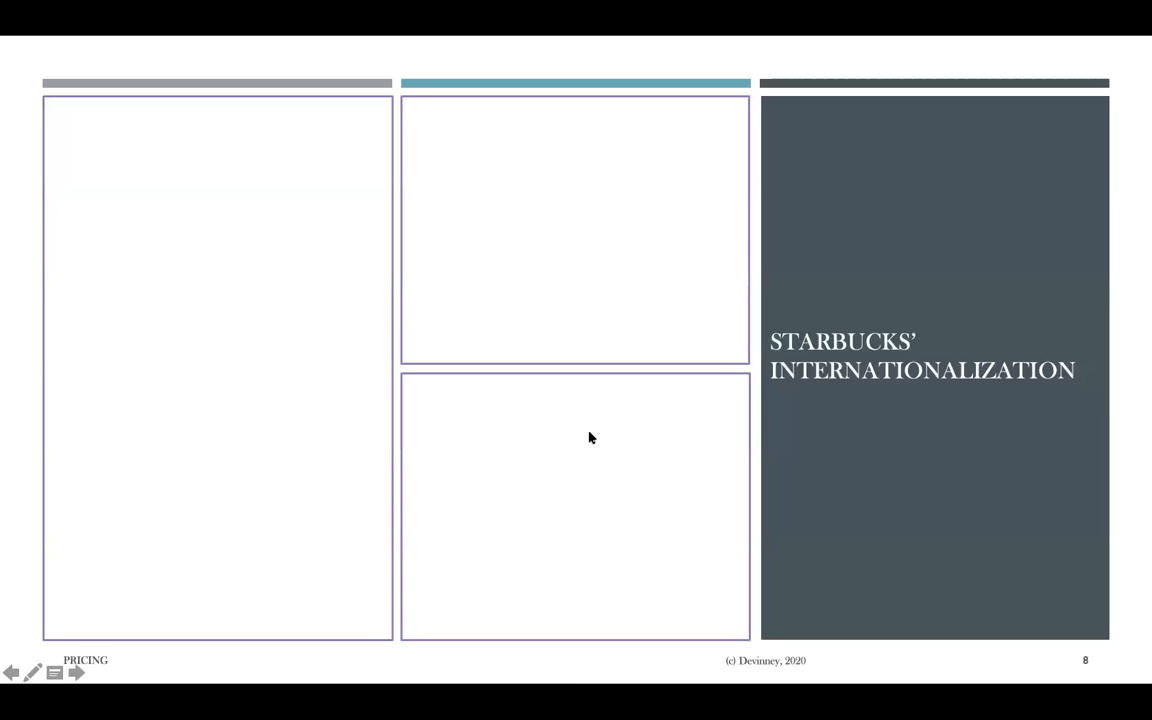 STARBUCKS’
INTERNATIONALIZATION
PRICING
(c) Devinney, 2020
8